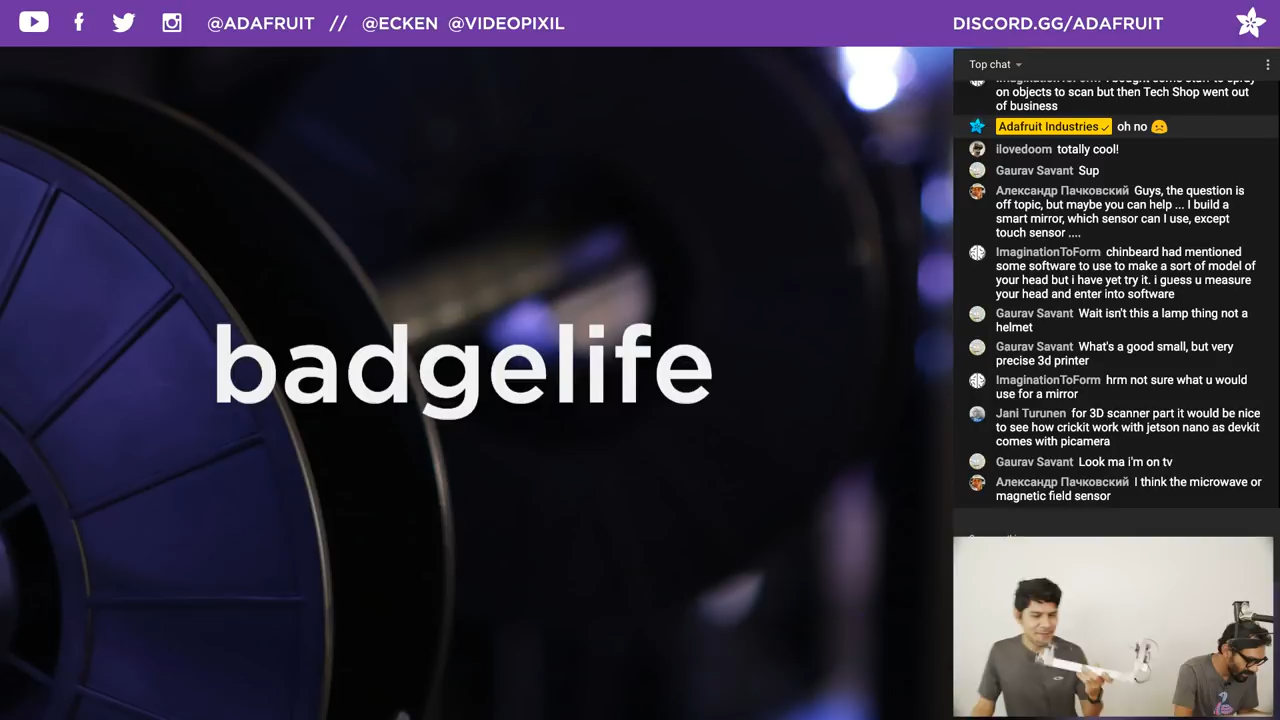 @ADAFRUIT // @ECKEN @VIDEOPIXIL
DISCORD.GG/ADAFRUIT
badgelife
Top chat
on objects to scan but then Tech Shop went out
of business
Adafruit Industries oh no
ilovedoom totally cool!
Gaurav Savant Sup
Александр Пачковский Guys, the question is
off topic, but maybe you can help ... I build a
smart mirror, which sensor can I use, except
touch sensor ....
ImaginationToForm chinbeard had mentioned
some software to use to make a sort of model of
your head but i have yet try it. i guess u measure
your head and enter into software
Gaurav Savant Wait isn't this a lamp thing not a
helmet
Gaurav Savant What's a good small, but very
precise 3d printer
ImaginationToForm hrm not sure what u would
use for a mirror
Jani Turunen for 3D scanner part it would be nice
to see how crickit work with jetson nano as devkit
comes with picamera
Gaurav Savant Look ma i'm on tv
Александр Пачковский I think the microwave or
magnetic field sensor